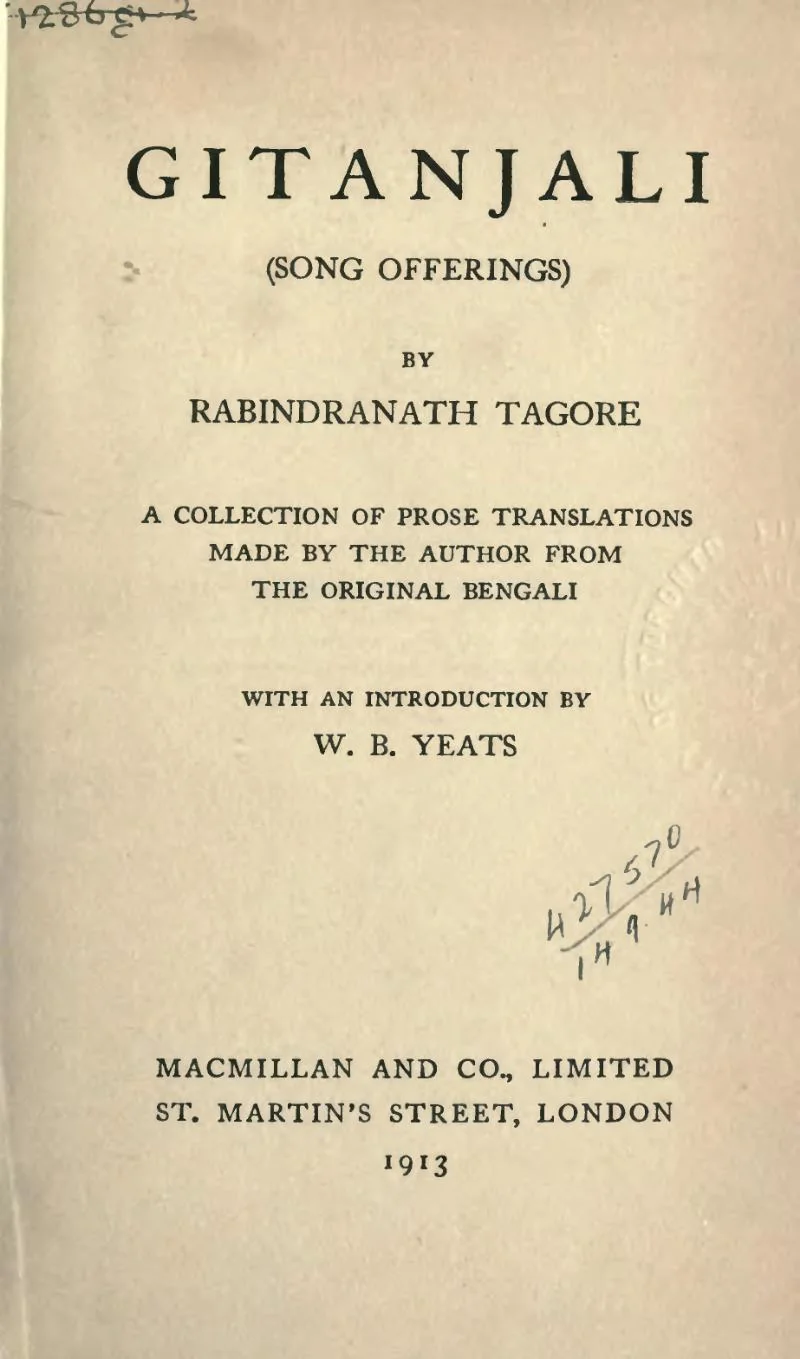 GITANJALI
(SONG OFFERINGS)
BY
RABINDRANATH TAGORE
A COLLECTION OF PROSE TRANSLATIONS
MADE BY THE AUTHOR FROM
THE ORIGINAL BENGALI
WITH AN INTRODUCTION BY
W. B. YEATS
MACMILLAN AND CO., LIMITED
ST. MARTIN'S STREET, LONDON
1913